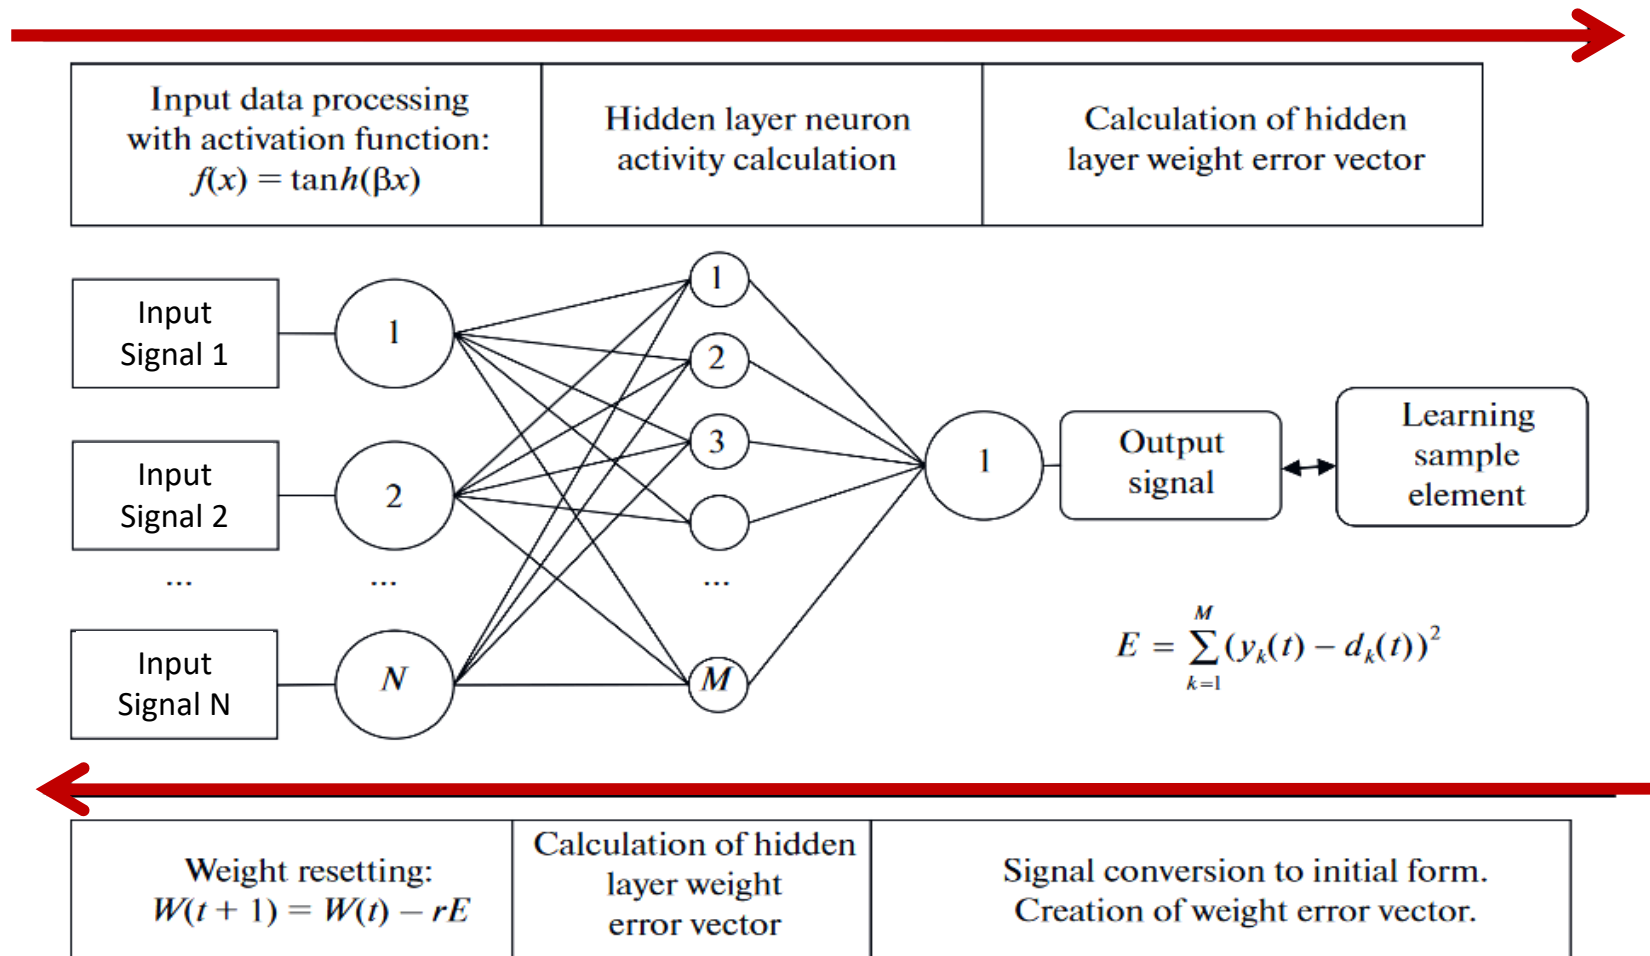 Input data processing
with activation function:
f(x) = tanh(βx)
Hidden layer neuron
activity calculation
Calculation of hidden
layer weight error vector
Input
Signal 1
1
Input
Signal 2
2
...
...
Input
Signal N
N
1
2
3
...
M
1
Output
signal
Learning
sample
element
E = \sum_{k=1}^{M} (y_k(t) – d_k(t))^2
Weight resetting:
W(t + 1) = W(t) – rE
Calculation of hidden
layer weight
error vector
Signal conversion to initial form.
Creation of weight error vector.